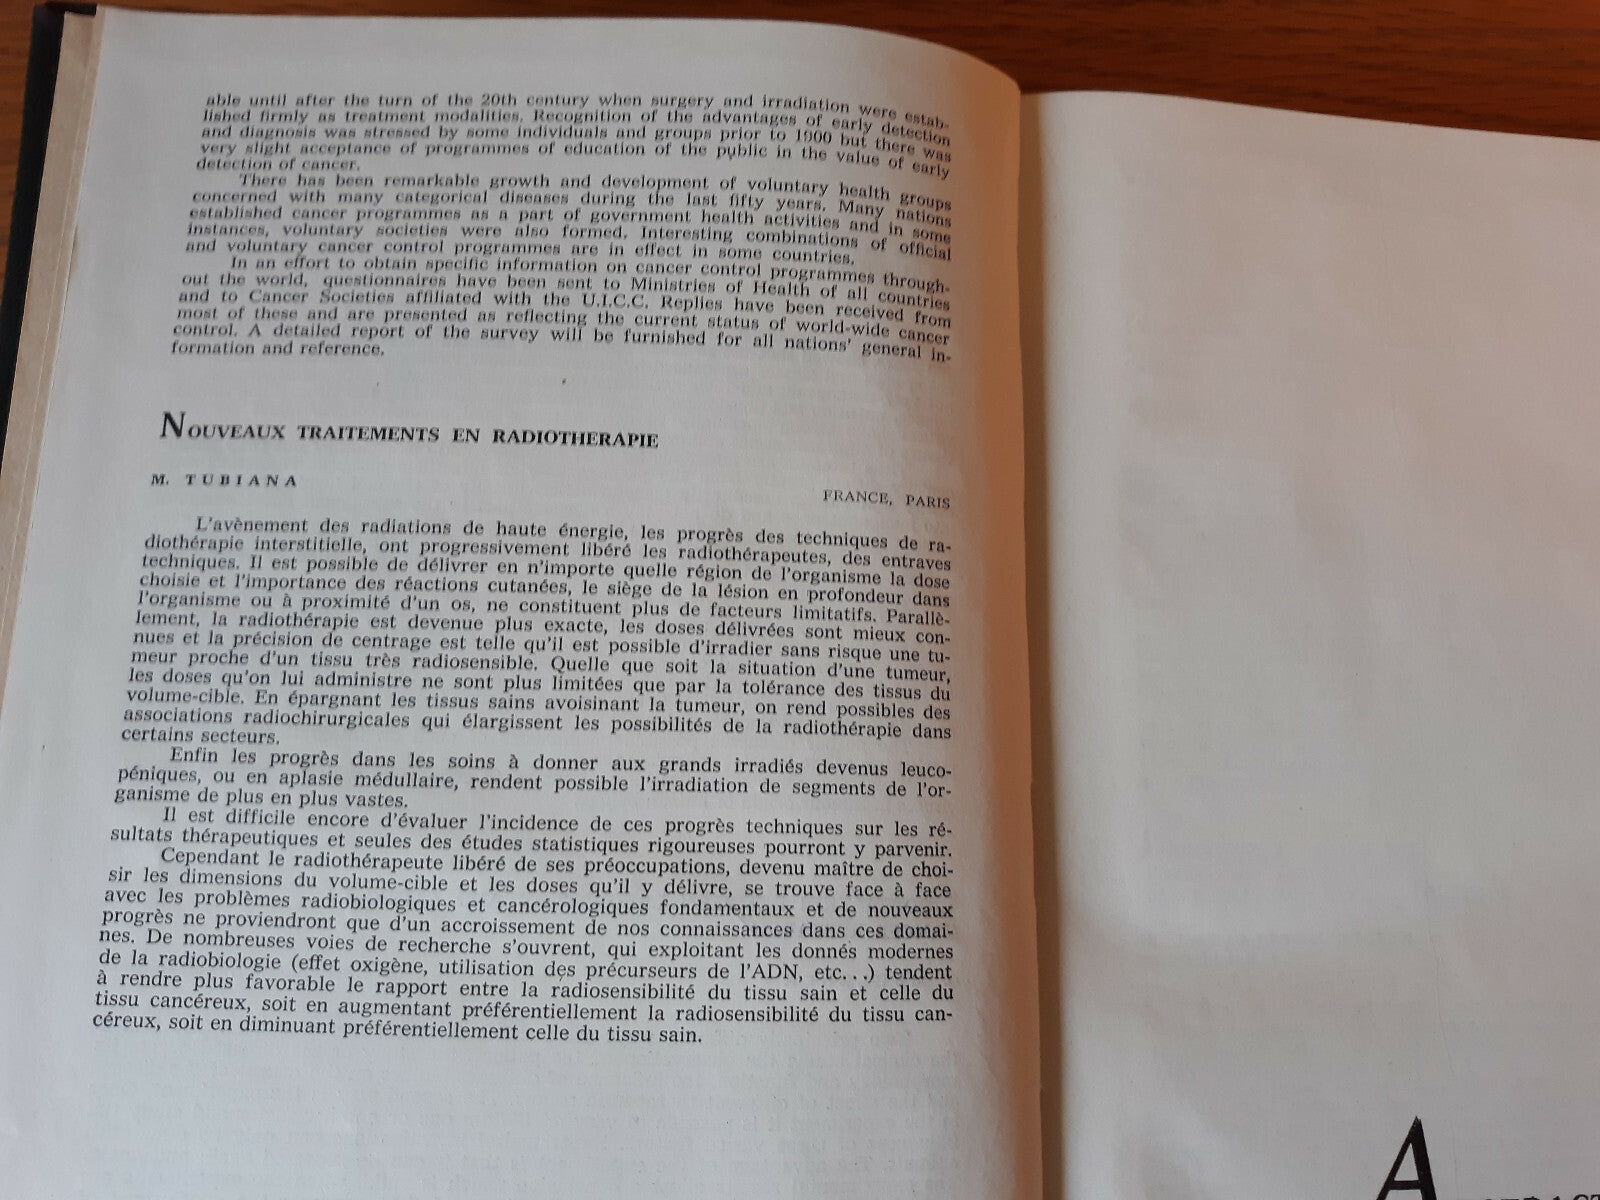 able until after the turn of the 20th century when surgery and irradiation were estab-
lished firmly as treatment modalities. Recognition of the advantages of early detection
and diagnosis was stressed by some individuals and groups prior to 1900 but there was
very slight acceptance of programmes of education of the public in the value of early
detection of cancer.
There has been remarkable growth and development of voluntary health groups
concerned with many categorical diseases during the last fifty years. Many nations
established cancer programmes as a part of government health activities and in some
instances, voluntary societies were also formed. Interesting combinations of official
and voluntary cancer control programmes are in effect in some countries.
In an effort to obtain specific information on cancer control programmes through-
out the world, questionnaires have been sent to Ministries of Health of all countries
and to Cancer Societies affiliated with the U.I.C.C. Replies have been received from
most of these and are presented as reflecting the current status of world-wide cancer
control. A detailed report of the survey will be furnished for all nations' general in-
formation and reference.
NOUVEAUX TRAITEMENTS EN RADIOTHERAPIE
M. TUBIANA
FRANCE, PARIS
L'avènement des radiations de haute énergie, les progrès des techniques de ra-
diothérapie interstitielle, ont progressivement libéré les radiothérapeutes, des entraves
techniques. Il est possible de délivrer en n'importe quelle région de l'organisme la dose
choisie et l'importance des réactions cutanées, le siège de la lésion en profondeur dans
l'organisme ou à proximité d'un os, ne constituent plus de facteurs limitatifs. Parallè-
lement, la radiothérapie est devenue plus exacte, les doses délivrées sont mieux con-
nues et la précision de centrage est telle qu'il est possible d'irradier sans risque une tu-
meur proche d'un tissu très radiosensible. Quelle que soit la situation d'une tumeur,
les doses qu'on lui administre ne sont plus limitées que par la tolérance des tissus du
volume-cible. En épargnant les tissus sains avoisinant la tumeur, on rend possibles des
associations radiochirurgicales qui élargissent les possibilités de la radiothérapie dans
certains secteurs.
Enfin les progrès dans les soins à donner aux grands irradiés devenus leuco-
péniques, ou en aplasie médullaire, rendent possible l'irradiation de segments de l'or-
ganisme de plus en plus vastes.
Il est difficile encore d'évaluer l'incidence de ces progrès techniques sur les ré-
sultats thérapeutiques et seules des études statistiques rigoureuses pourront y parvenir.
Cependant le radiothérapeute libéré de ses préoccupations, devenu maître de choi-
sir les dimensions du volume-cible et les doses qu'il y délivre, se trouve face à face
avec les problèmes radiobiologiques et cancérologiques fondamentaux et de nouveaux
progrès ne proviendront que d'un accroissement de nos connaissances dans ces domai-
nes. De nombreuses voies de recherche s'ouvrent, qui exploitant les donnés modernes
de la radiobiologie (effet oxigène, utilisation des précurseurs de l'ADN, etc...) tendent
à rendre plus favorable le rapport entre la radiosensibilité du tissu sain et celle du
tissu cancéreux, soit en augmentant préférentiellement la radiosensibilité du tissu can-
céreux, soit en diminuant préférentiellement celle du tissu sain.
A